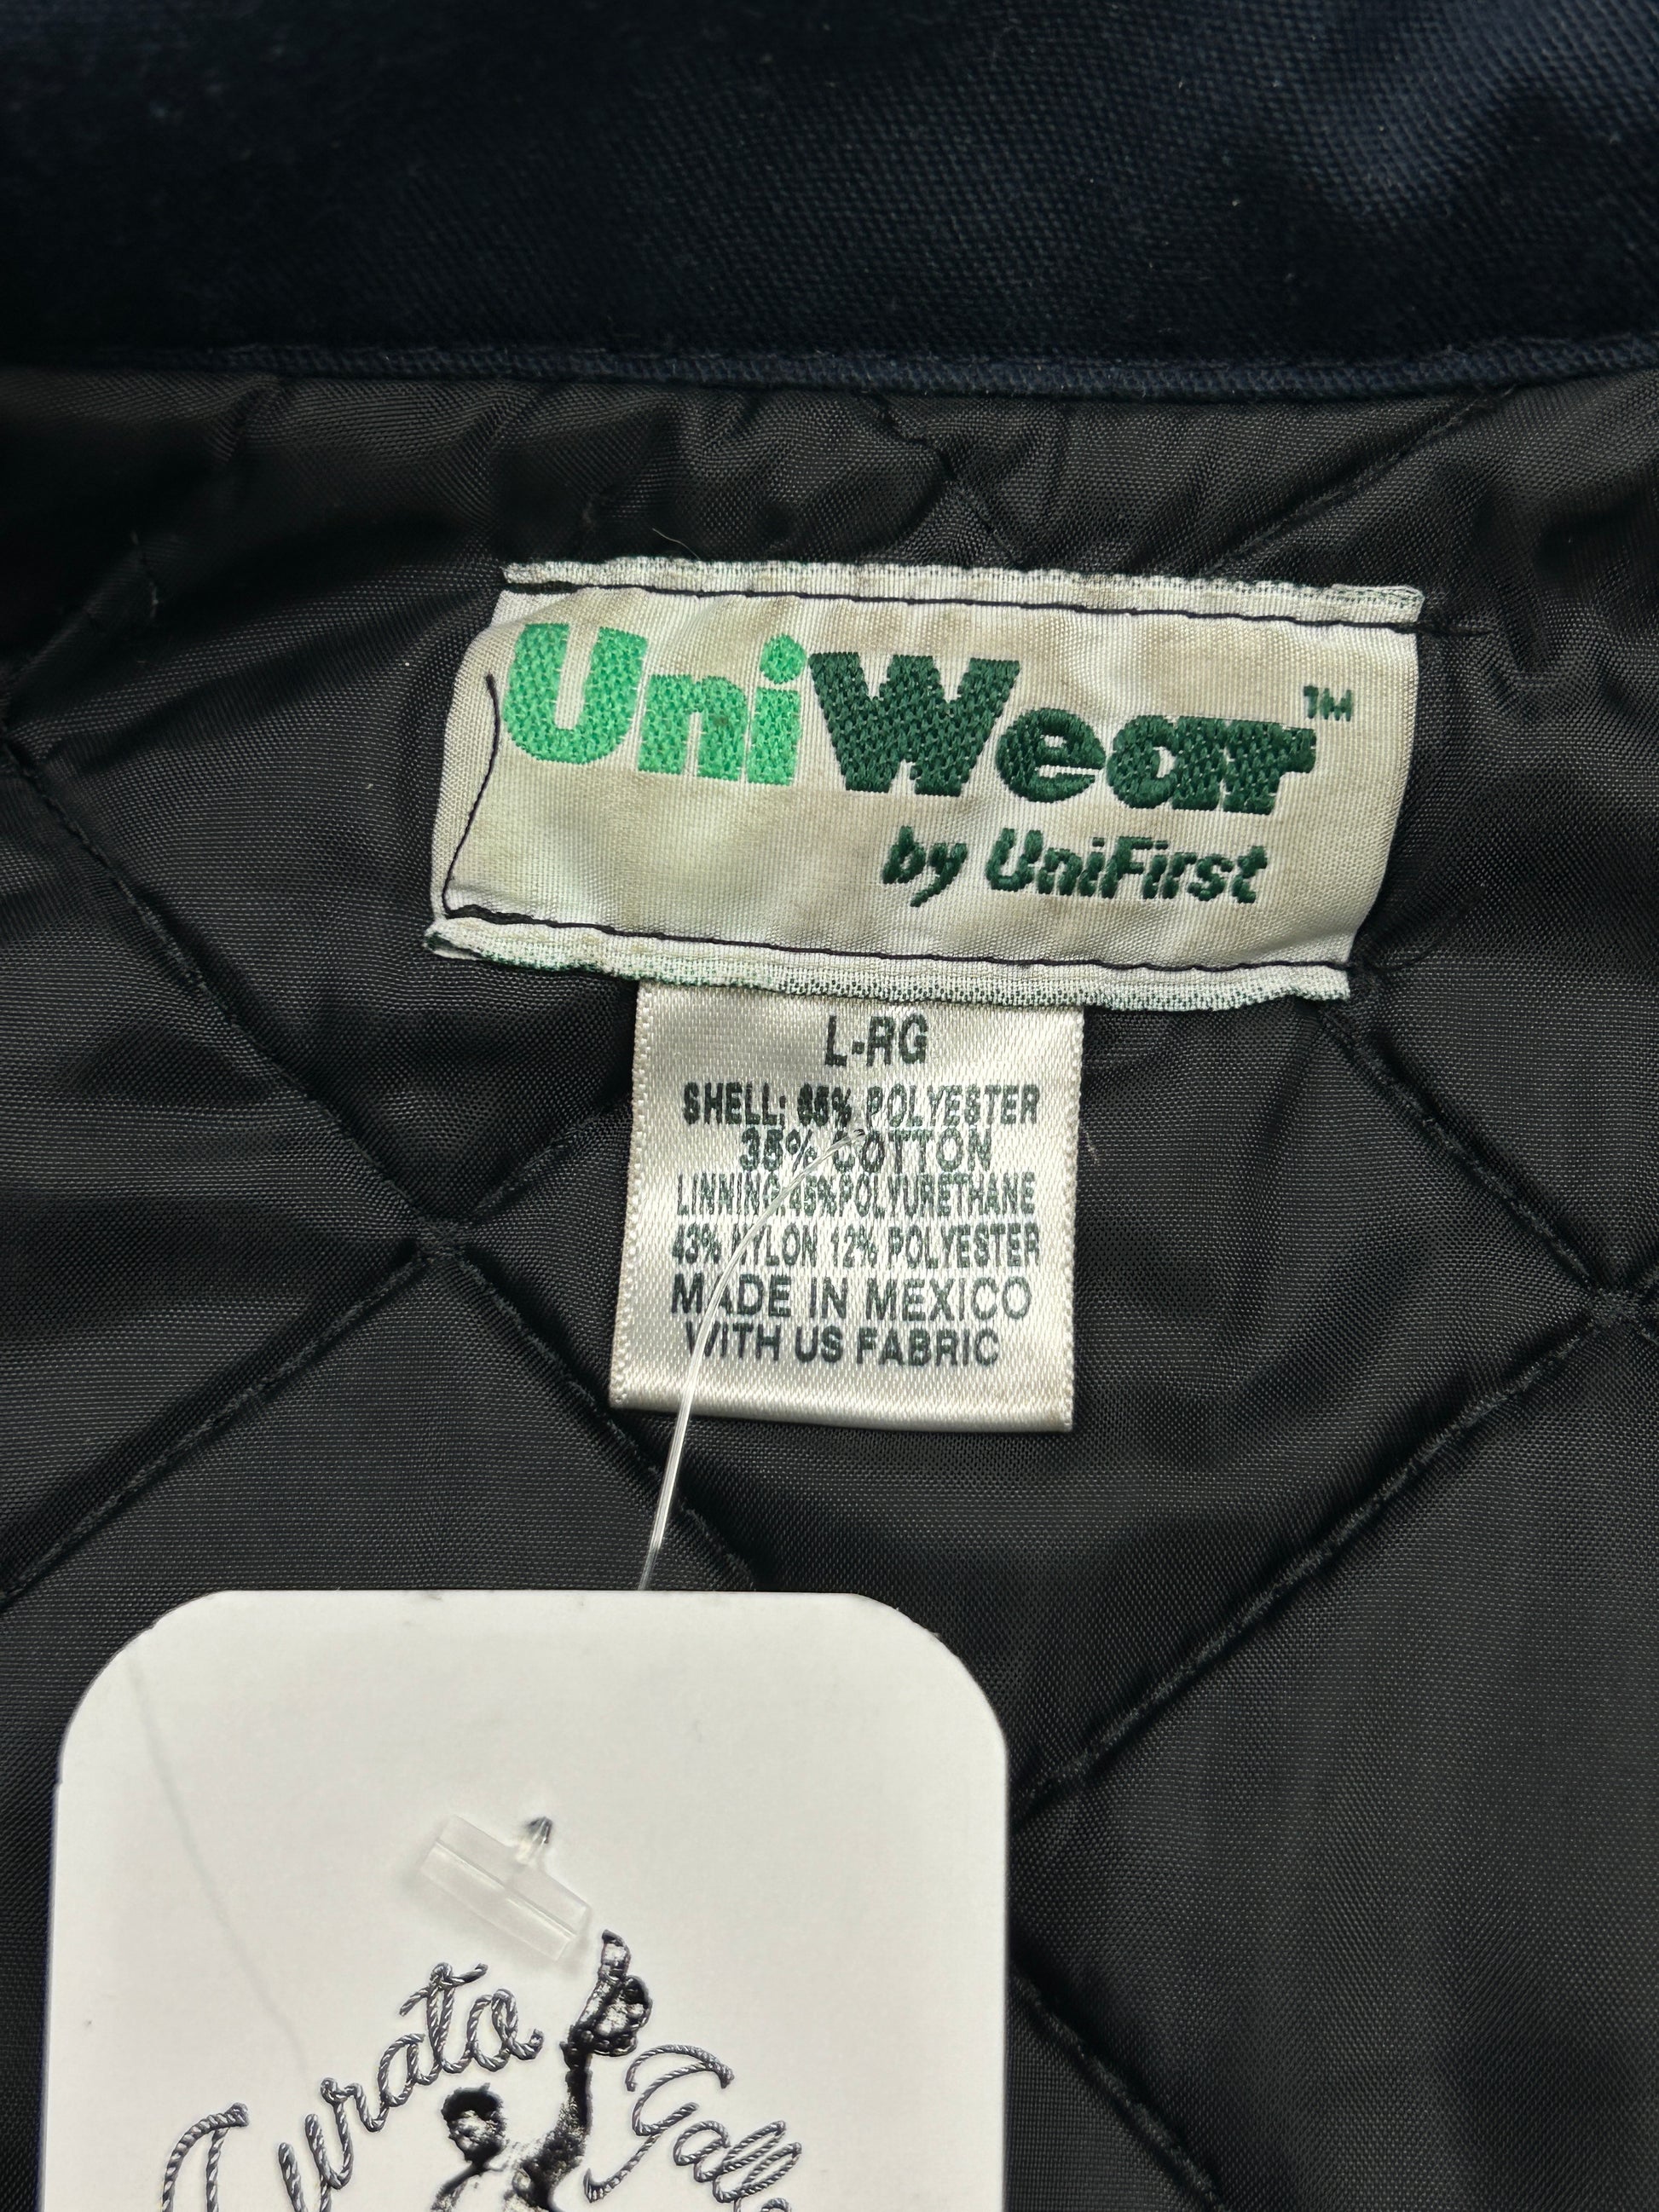 UniWear™
by UniFirst
L-RG
SHELL: 65% POLYESTER
35% COTTON
LINNING:45%POLYURETHANE
43% NYLON 12% POLYESTER
MADE IN MEXICO
WITH US FABRIC